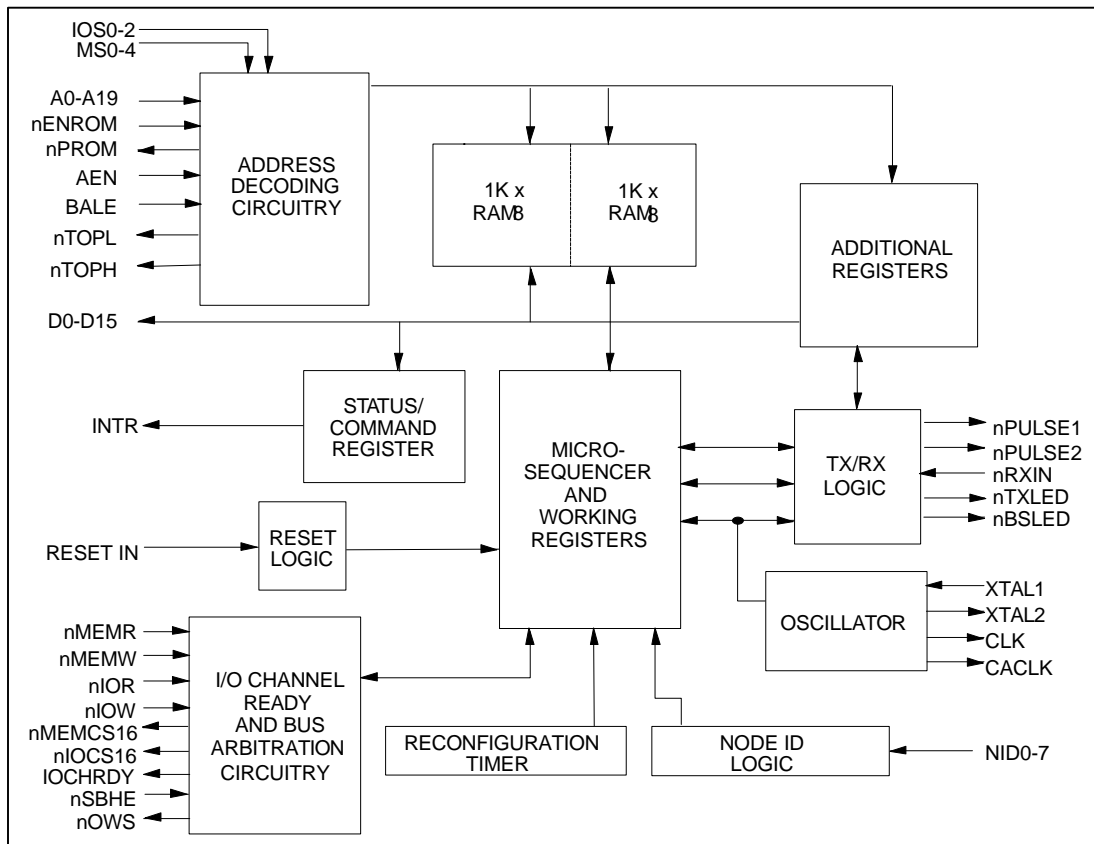 IOS0-2
MS0-4
A0-A19
nENROM
nPROM
AEN
BALE
nTOPL
nTOPH
D0-D15
ADDRESS
DECODING
CIRCUITRY
1K x
RAM8
1K x
RAM8
ADDITIONAL
REGISTERS
INTR
STATUS/
COMMAND
REGISTER
MICRO-
SEQUENCER
AND
WORKING
REGISTERS
TX/RX
LOGIC
nPULSE1
nPULSE2
nRXIN
nTXLED
nBSLED
RESET IN
RESET
LOGIC
OSCILLATOR
XTAL1
XTAL2
CLK
CACLK
nMEMR
nMEMW
nIOR
nIOW
nMEMCS16
nIOCS16
IOCHRDY
nSBHE
nOWS
I/O CHANNEL
READY
AND BUS
ARBITRATION
CIRCUITRY
RECONFIGURATION
TIMER
NODE ID
LOGIC
NID0-7